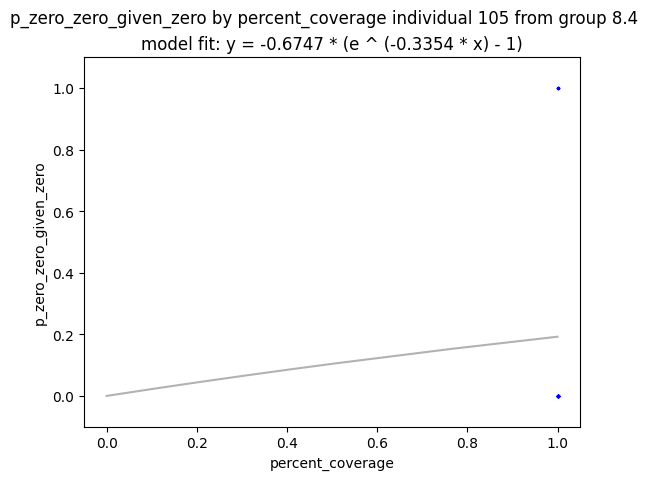 p_zero_zero_given_zero by percent_coverage individual 105 from group 8.4
model fit: y = -0.6747 * (e ^ (-0.3354 * x) - 1)
1.0
0.8
0.6
0.4
0.2
0.0
p_zero_zero_given_zero
0.0 0.2 0.4 0.6 0.8 1.0
percent_coverage